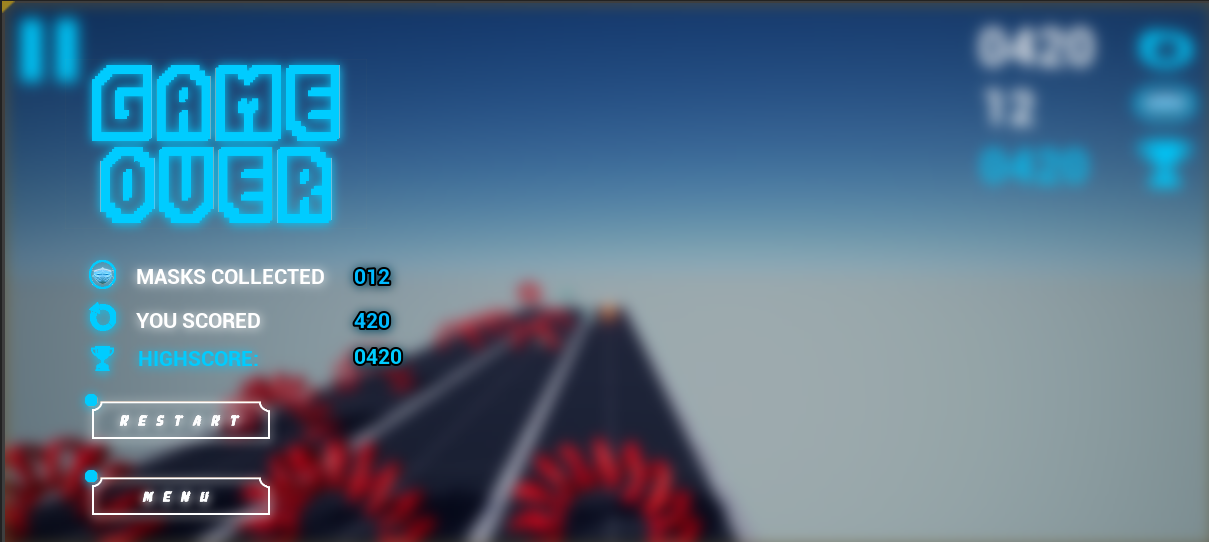 0420
12
0420
GAME
OVER
MASKS COLLECTED 012
YOU SCORED 420
HIGHSCORE: 0420
RESTART
MENU